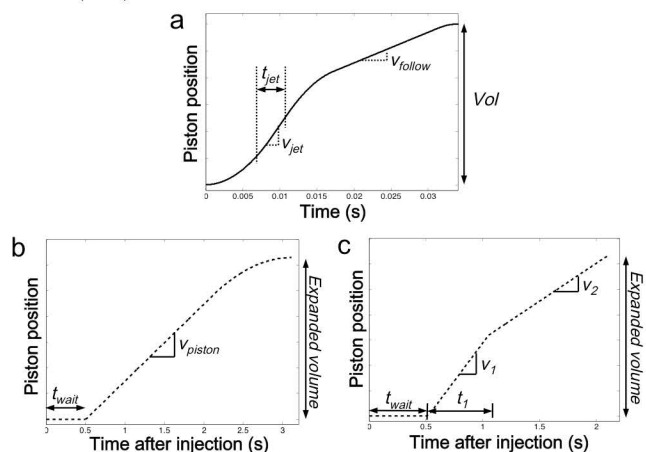 a
Piston position
t_jet
v_jet
v_follow
Vol
0 0.005 0.01 0.015 0.02 0.025 0.03
Time (s)
b
Piston position
t_wait
v_piston
Expanded volume
0 0.5 1 1.5 2 2.5 3
Time after injection (s)
c
Piston position
t_wait
t_1
v_1
v_2
Expanded volume
0 0.5 1 1.5 2
Time after injection (s)